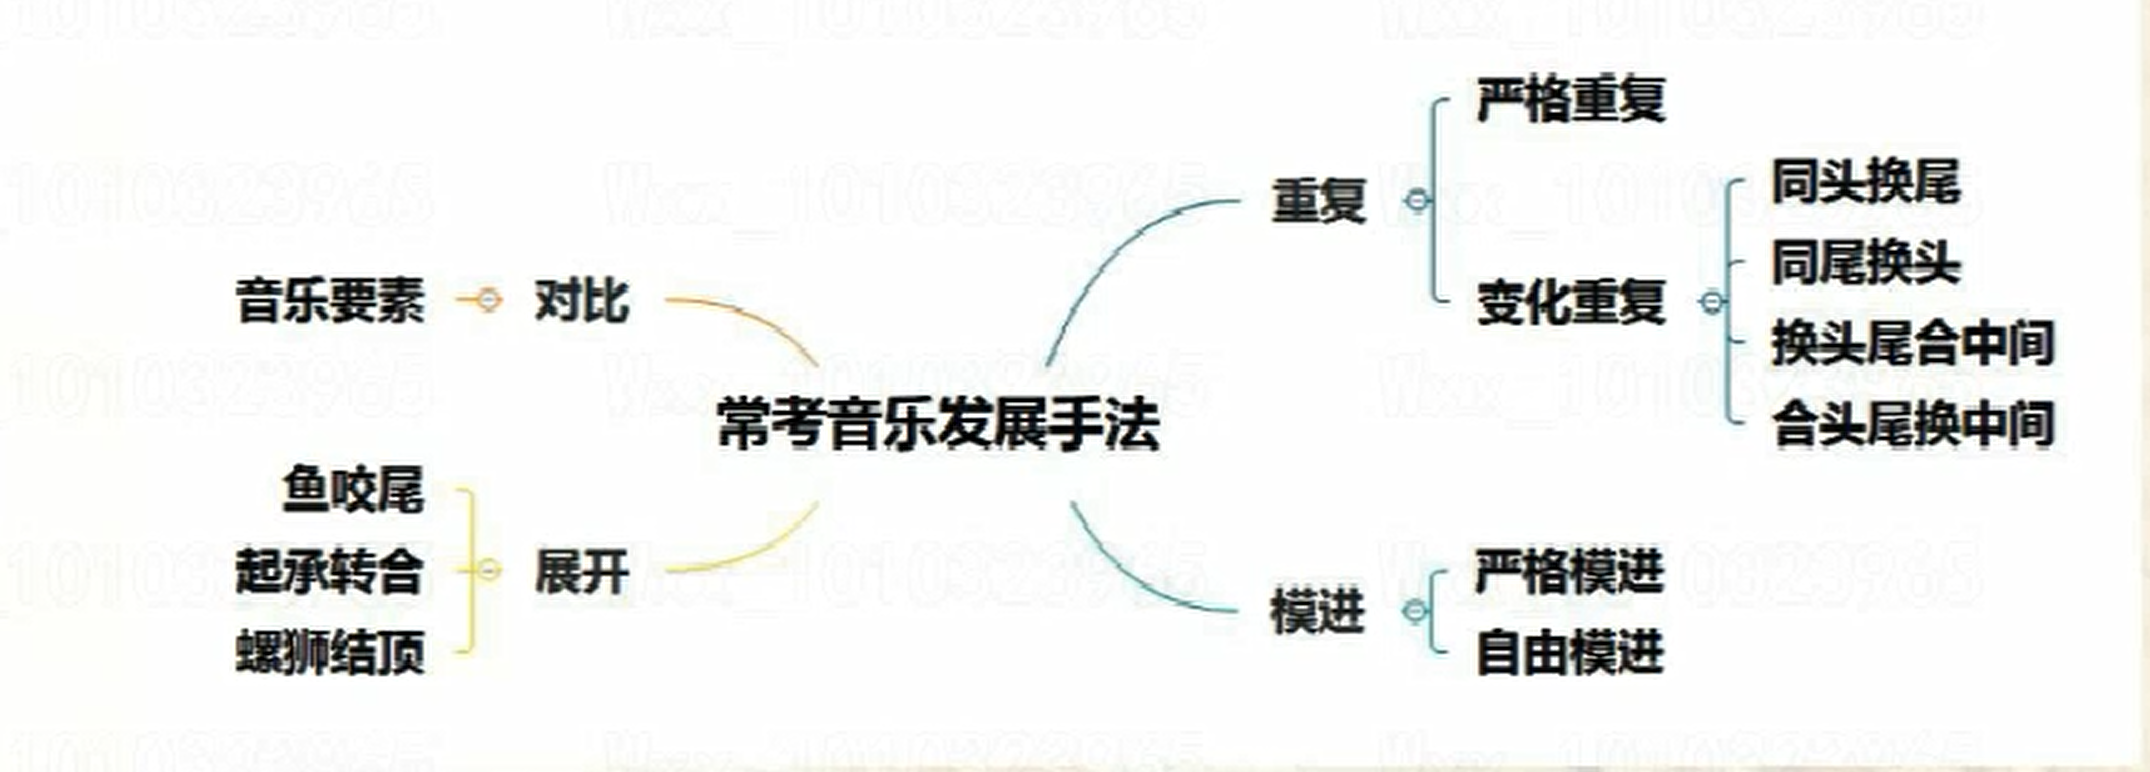 常考音乐发展手法
重复
严格重复
变化重复
同头换尾
同尾换头
换头尾合中间
合头尾换中间
模进
严格模进
自由模进
对比
音乐要素
展开
鱼咬尾
起承转合
螺狮结顶